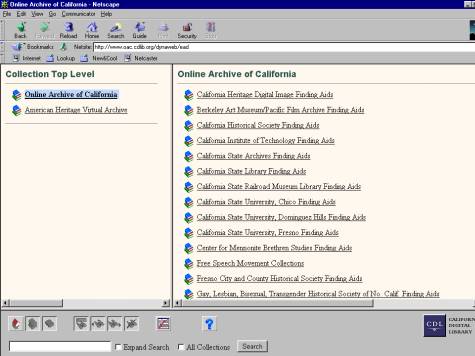 Online Archive of California - Netscape
File Edit View Go Communicator Help
Back Forward Reload Home Search Guide Print Security Stop
Bookmarks Netsite: http://www.oac.cdlib.org/dynaweb/ead
Internet Lookup New&Cool Netcaster
Collection Top Level
Online Archive of California
American Heritage Virtual Archive
Online Archive of California
California Heritage Digital Image Finding Aids
Berkeley Art Museum/Pacific Film Archive Finding Aids
California Historical Society Finding Aids
California Institute of Technology Finding Aids
California State Archives Finding Aids
California State Library Finding Aids
California State Railroad Museum Library Finding Aids
California State University, Chico Finding Aids
California State University, Dominguez Hills Finding Aids
California State University, Fresno Finding Aids
Center for Mennonite Brethren Studies Finding Aids
Free Speech Movement Collections
Fresno City and County Historical Society Finding Aids
Gay, Lesbian, Bisexual, Transgender Historical Society of No. Calif. Finding Aids
CDL
CALIFORN
DIGITAL
LIBRARY
Expand Search All Collections Search